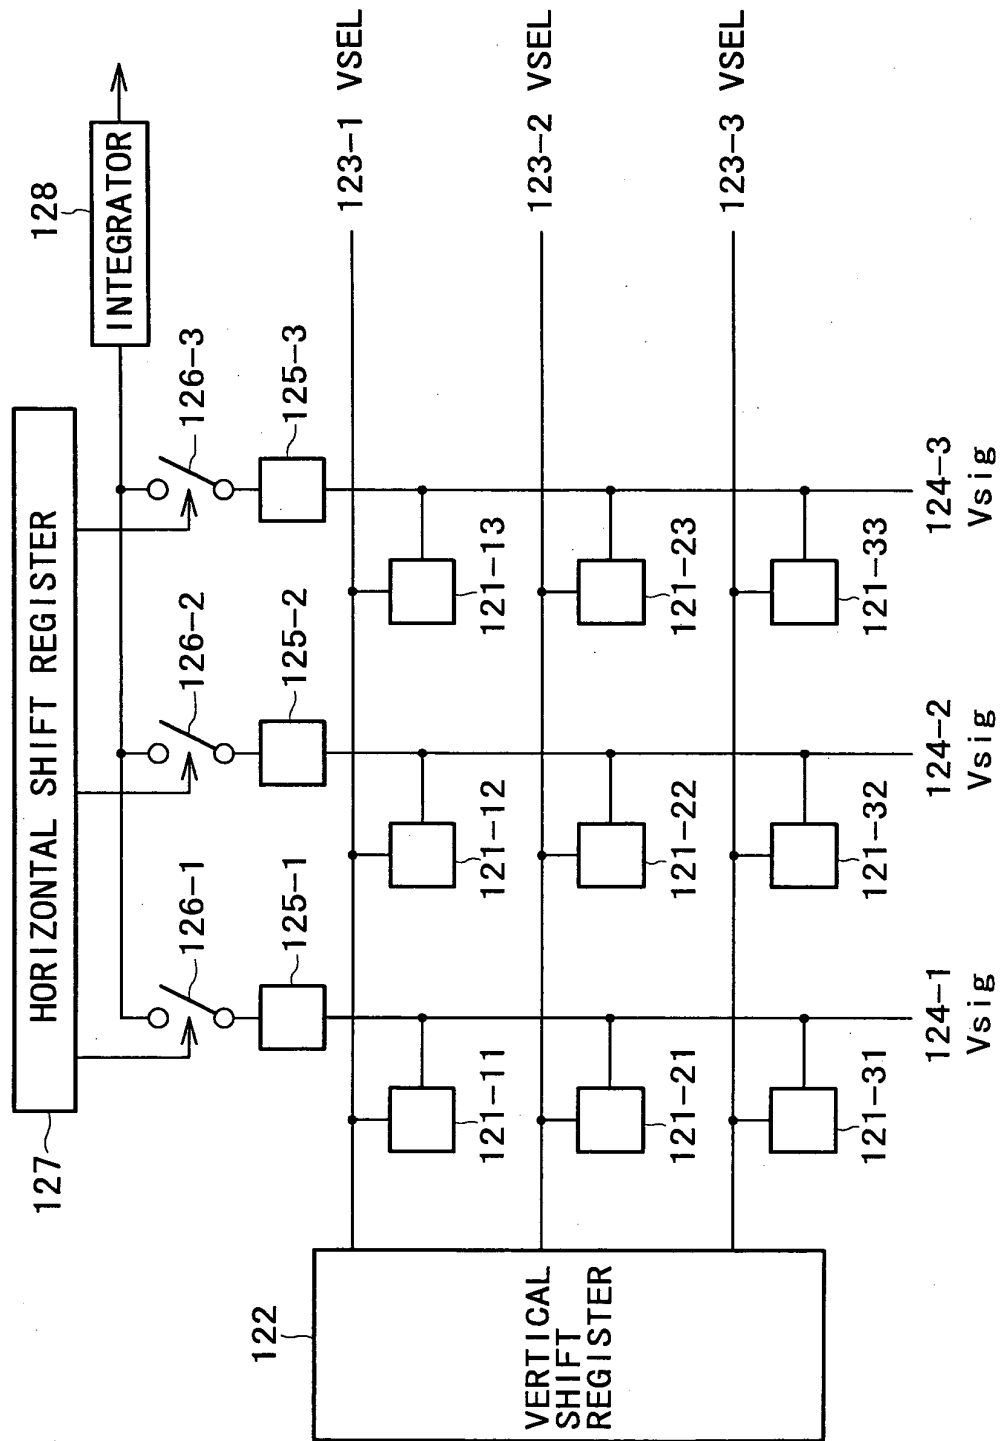 127
HORIZONTAL SHIFT REGISTER
128
INTEGRATOR
126-1
126-2
126-3
125-1
125-2
125-3
122
VERTICAL
SHIFT
REGISTER
123-1 VSEL
121-11
121-12
121-13
123-2 VSEL
121-21
121-22
121-23
123-3 VSEL
121-31
121-32
121-33
124-1
Vsig
124-2
Vsig
124-3
Vsig